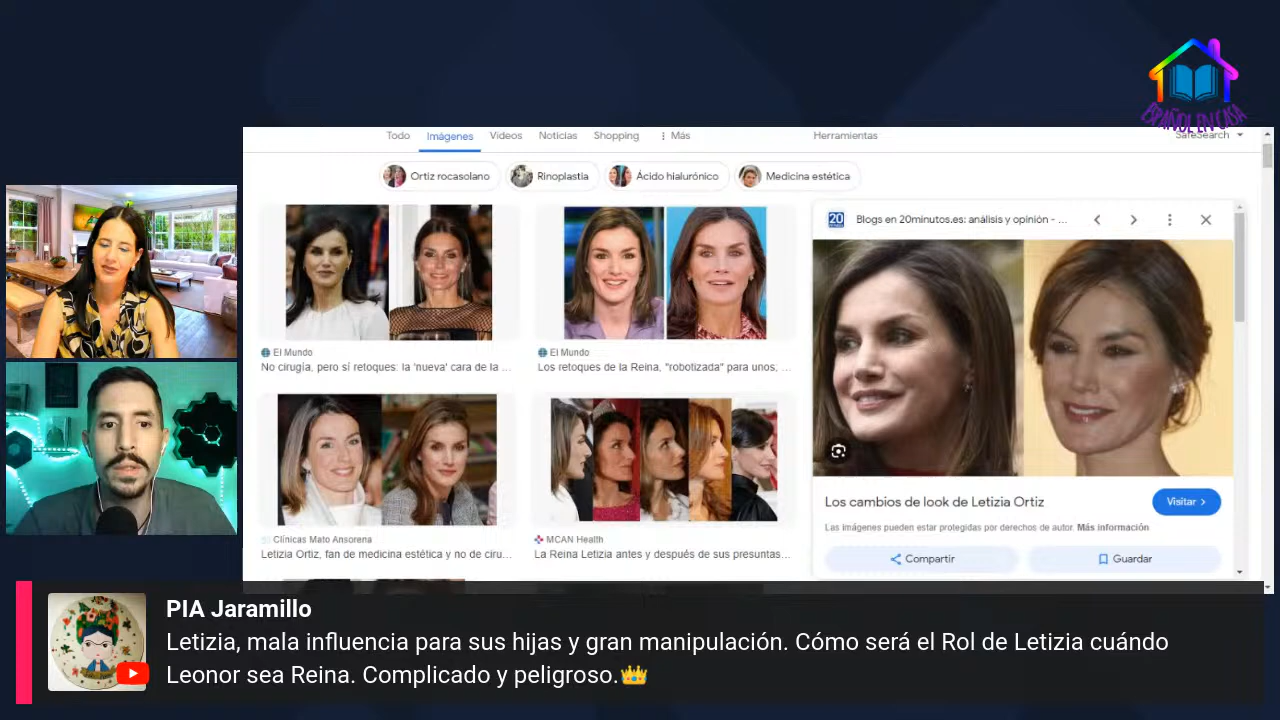 ESPAÑOL EN CASA
Todo Imágenes Vídeos Noticias Shopping Más Herramientas SafeSearch
Ortiz rocasolano Rinoplastia Ácido hialurónico Medicina estética
20
Blogs en 20minutos.es: análisis y opinión - ...
El Mundo
No cirugía, pero sí retoques: la 'nueva' cara de la ...
El Mundo
Los retoques de la Reina, "robotizada" para unos, ...
Clínicas Mato Ansorena
Letizia Ortiz, fan de medicina estética y no de ciru...
MCAN Health
La Reina Letizia antes y después de sus presuntas...
Los cambios de look de Letizia Ortiz
Visitar
Las imágenes pueden estar protegidas por derechos de autor. Más información
Compartir Guardar
PIA Jaramillo
Letizia, mala influencia para sus hijas y gran manipulación. Cómo será el Rol de Letizia cuándo
Leonor sea Reina. Complicado y peligroso.👑